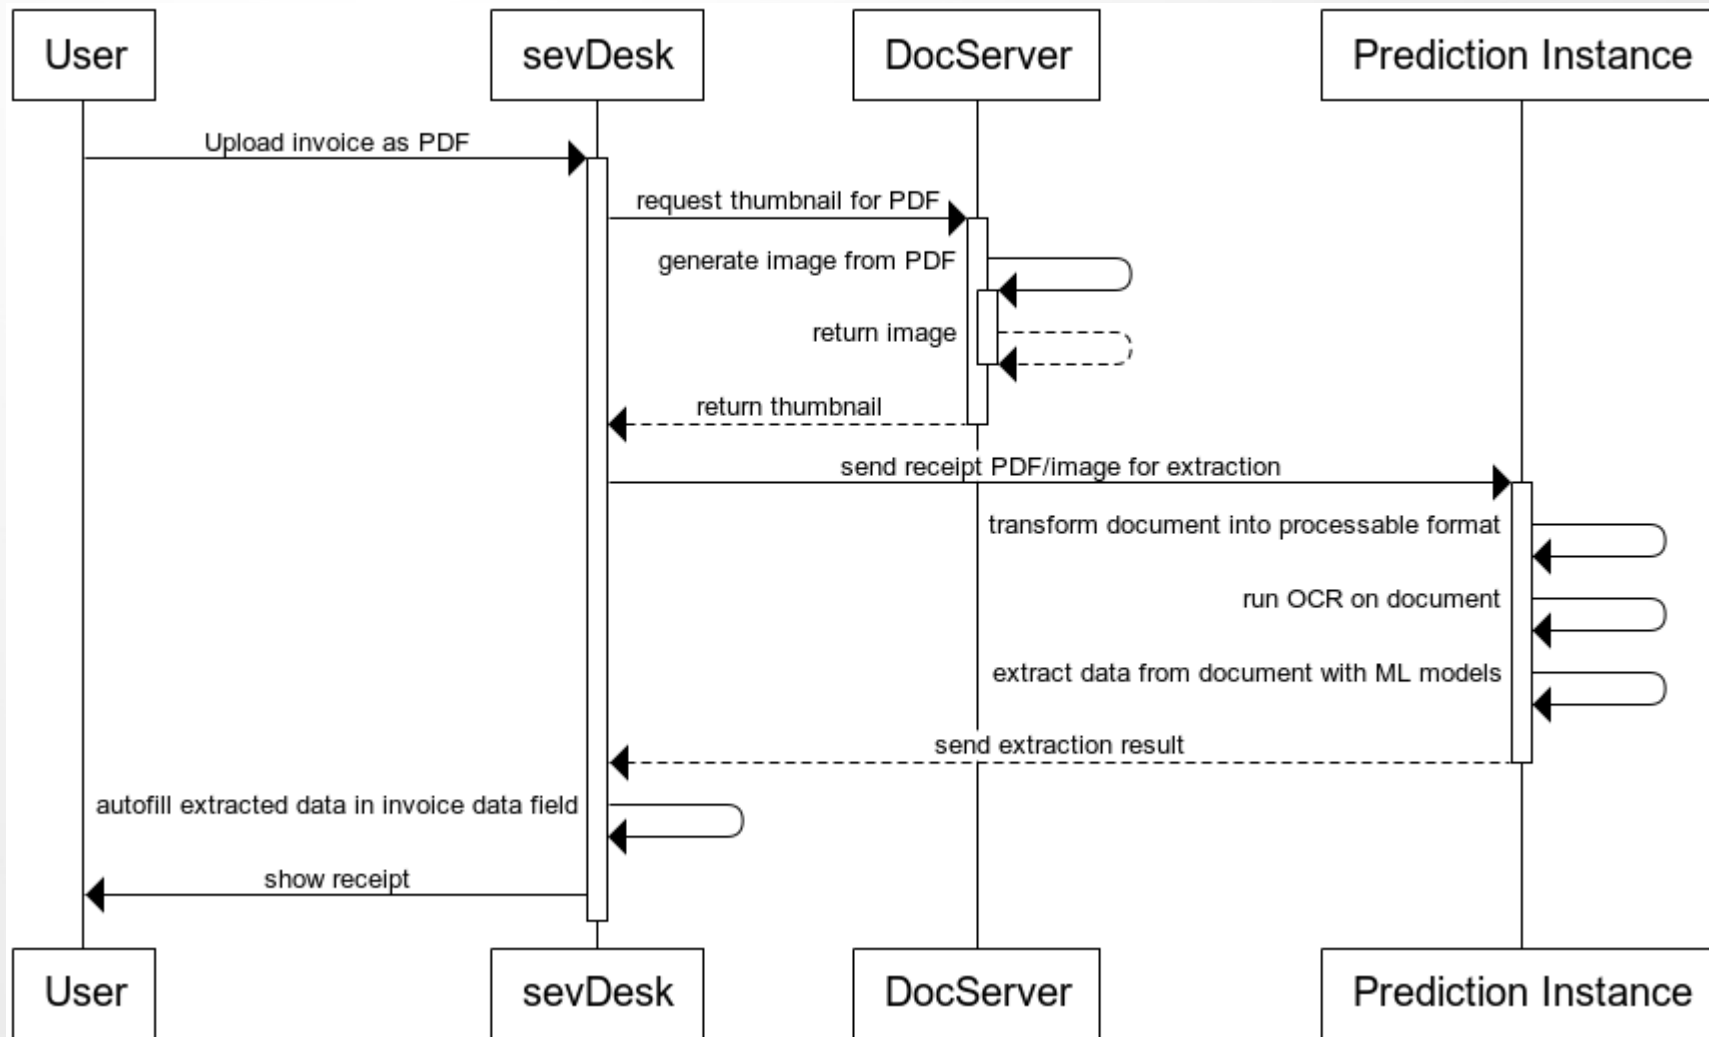 User
sevDesk
DocServer
Prediction Instance
Upload invoice as PDF
request thumbnail for PDF
generate image from PDF
return image
return thumbnail
send receipt PDF/image for extraction
transform document into processable format
run OCR on document
extract data from document with ML models
send extraction result
autofill extracted data in invoice data field
show receipt
User
sevDesk
DocServer
Prediction Instance